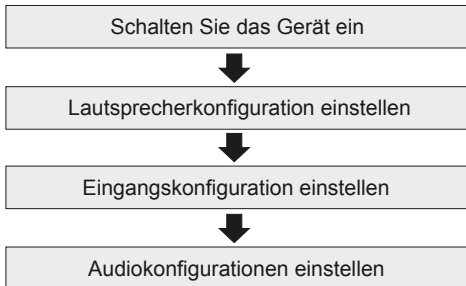 Schalten Sie das Gerät ein
Lautsprecherkonfiguration einstellen
Eingangskonfiguration einstellen
Audiokonfigurationen einstellen